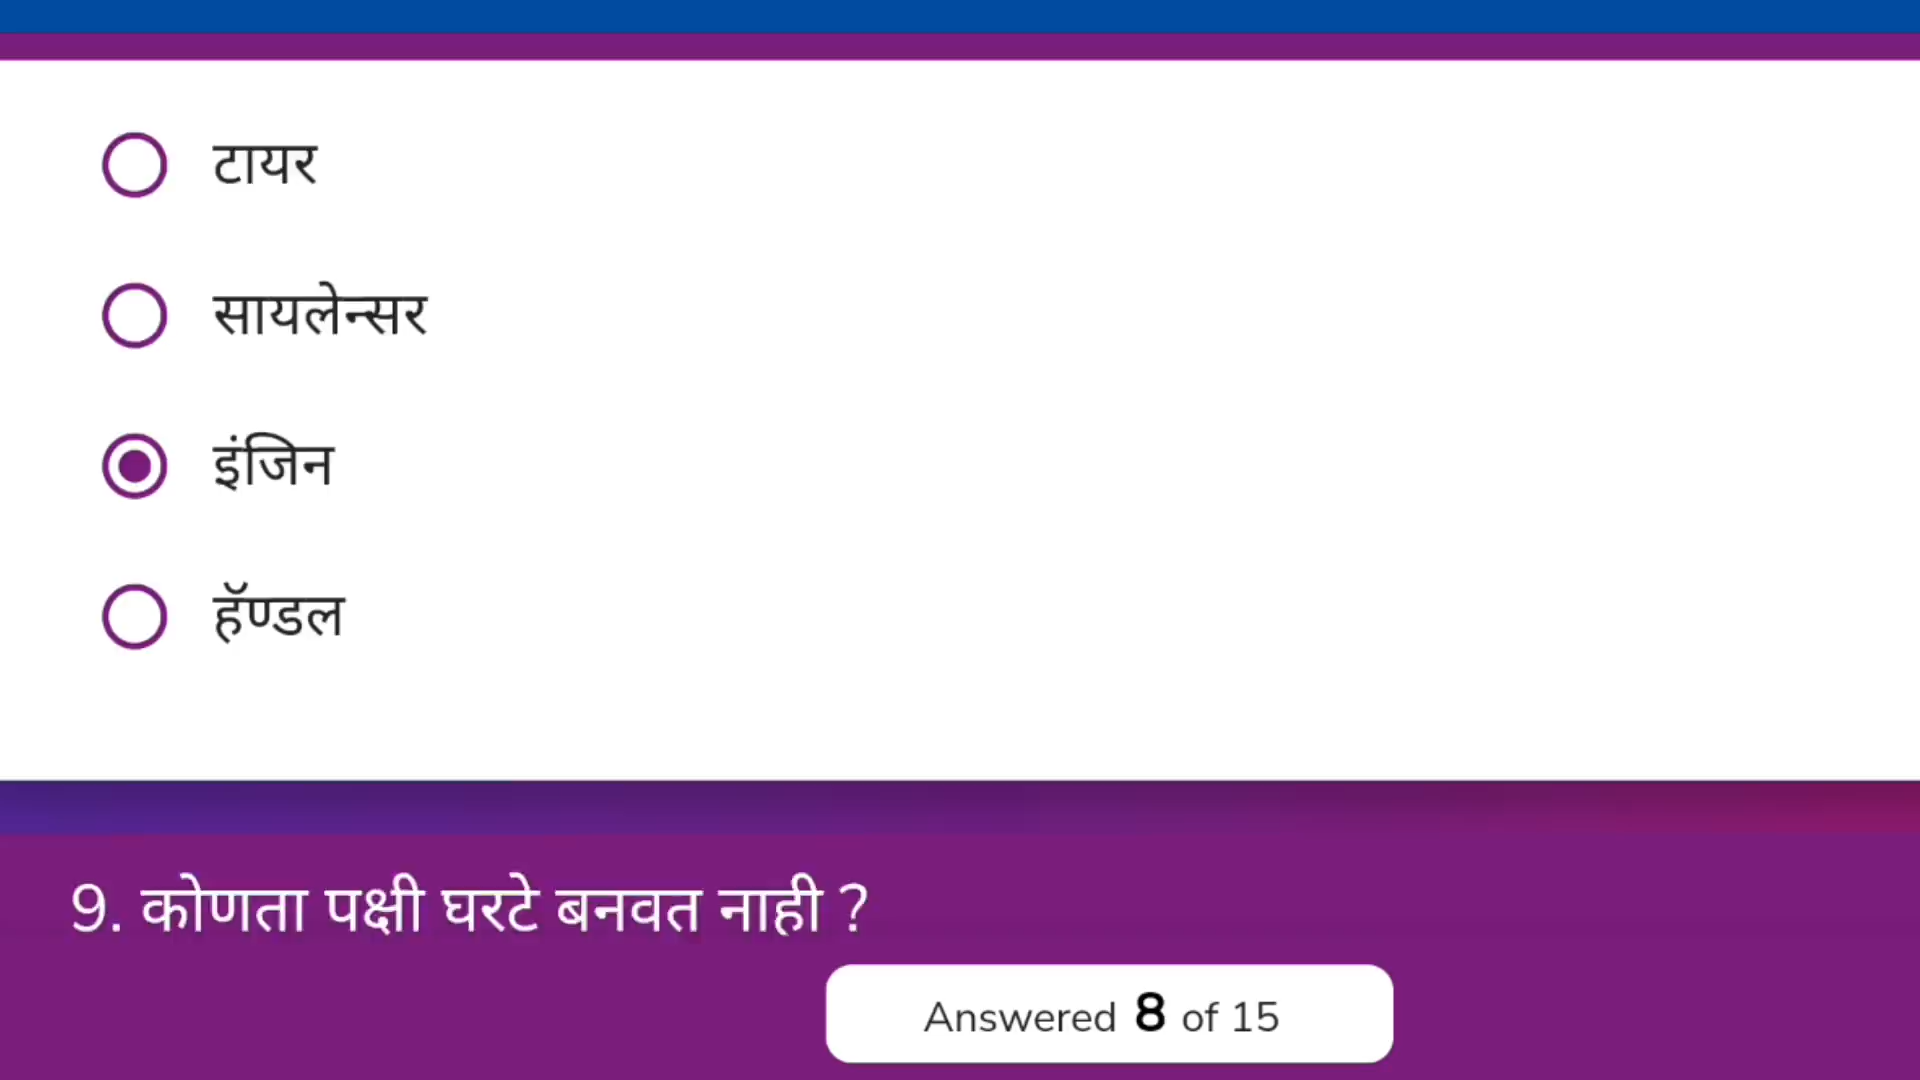 टायर
सायलेन्सर
इंजिन
हॅण्डल
9. कोणता पक्षी घरटे बनवत नाही ?
Answered 8 of 15